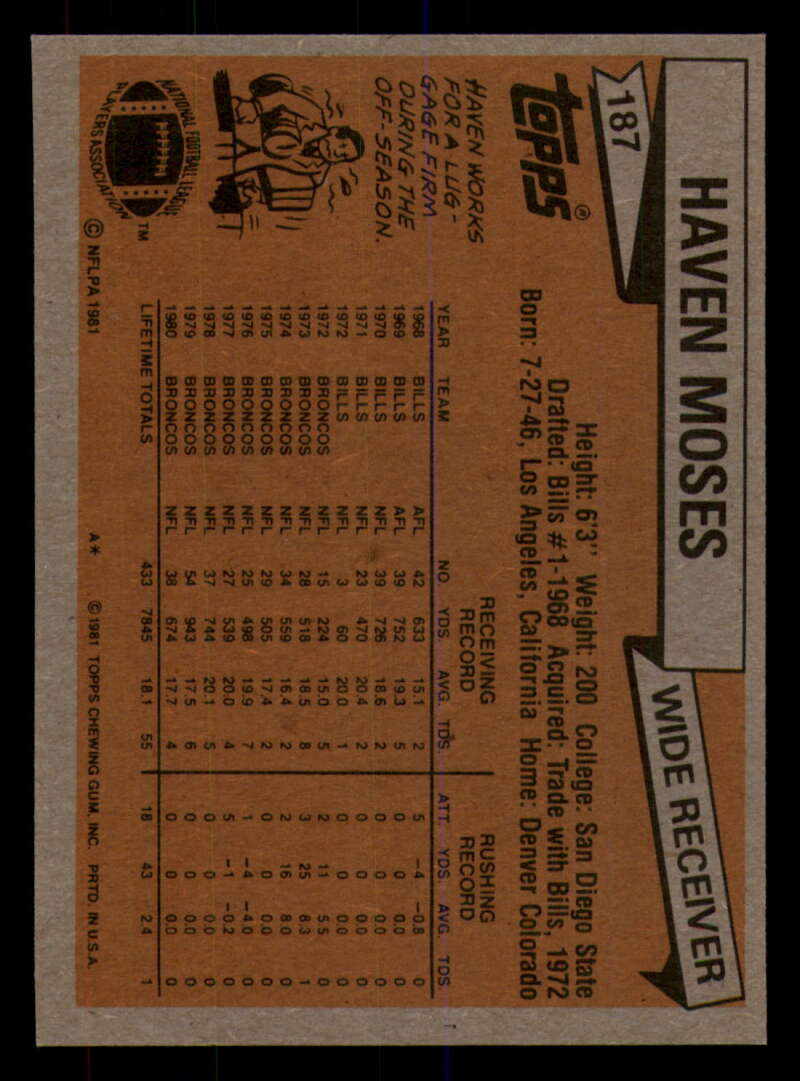 187
HAVEN MOSES
WIDE RECEIVER
TOPPS®
Height: 6'3" Weight: 200 College: San Diego State
Drafted: Bills #1-1968 Acquired: Trade with Bills, 1972
Born: 7-27-46, Los Angeles, California Home: Denver Colorado
HAVEN WORKS
FOR A LUG-
GAGE FIRM
DURING THE
OFF-SEASON.
NATIONAL FOOTBALL LEAGUE
PLAYERS ASSOCIATION
TM
© NFLPA 1981
RECEIVING RECORD RUSHING RECORD
YEAR TEAM NO. YDS. AVG. TDS. ATT. YDS. AVG. TDS.
1968 BILLS AFL 42 633 15.1 2 5 -4 -0.8 0
1969 BILLS AFL 39 752 19.3 5 0 0 0.0 0
1970 BILLS NFL 39 726 18.6 2 0 0 0.0 0
1971 BILLS NFL 23 470 20.4 2 0 0 0.0 0
1972 BILLS NFL 3 60 20.0 1 0 0 0.0 0
1972 BRONCOS NFL 15 224 15.0 5 2 11 5.5 0
1973 BRONCOS NFL 28 518 18.5 8 3 25 8.3 1
1974 BRONCOS NFL 34 559 16.4 2 2 16 8.0 0
1975 BRONCOS NFL 29 505 17.4 2 0 0 0.0 0
1976 BRONCOS NFL 25 498 19.9 7 1 -4 -4.0 0
1977 BRONCOS NFL 27 539 20.0 4 5 -1 -0.2 0
1978 BRONCOS NFL 37 744 20.1 5 0 0 0.0 0
1979 BRONCOS NFL 54 943 17.5 6 0 0 0.0 0
1980 BRONCOS NFL 38 674 17.7 4 0 0 0.0 0
LIFETIME TOTALS 433 7845 18.1 55 18 43 2.4 1
A* © 1981 TOPPS CHEWING GUM, INC. PRTD. IN U.S.A.